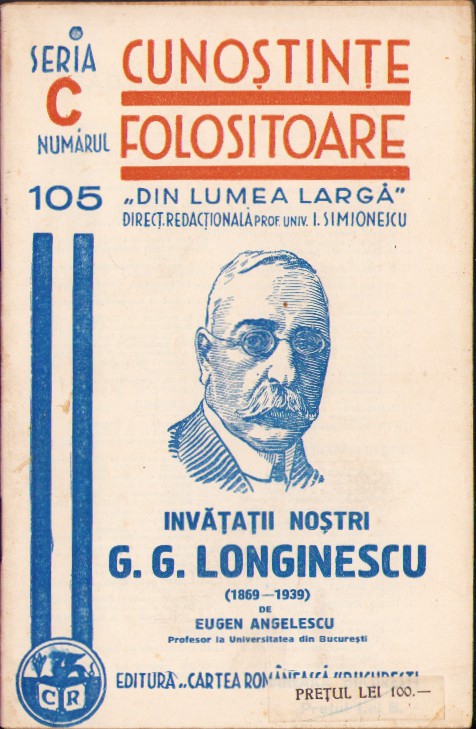 SERIA
C
NUMĂRUL
105
CUNOȘTINȚE
FOLOSITOARE
„DIN LUMEA LARGĂ”
DIRECT. REDACȚIONALĂ PROF. UNIV. I. SIMIONESCU
INVĂȚAȚII NOȘTRI
G. G. LONGINESCU
(1869—1939)
DE
EUGEN ANGELESCU
Profesor la Universitatea din București
C R
EDITURA „CARTEA ROMÂNEASCĂ” BUCUREȘTI
PREȚUL LEI 100.—